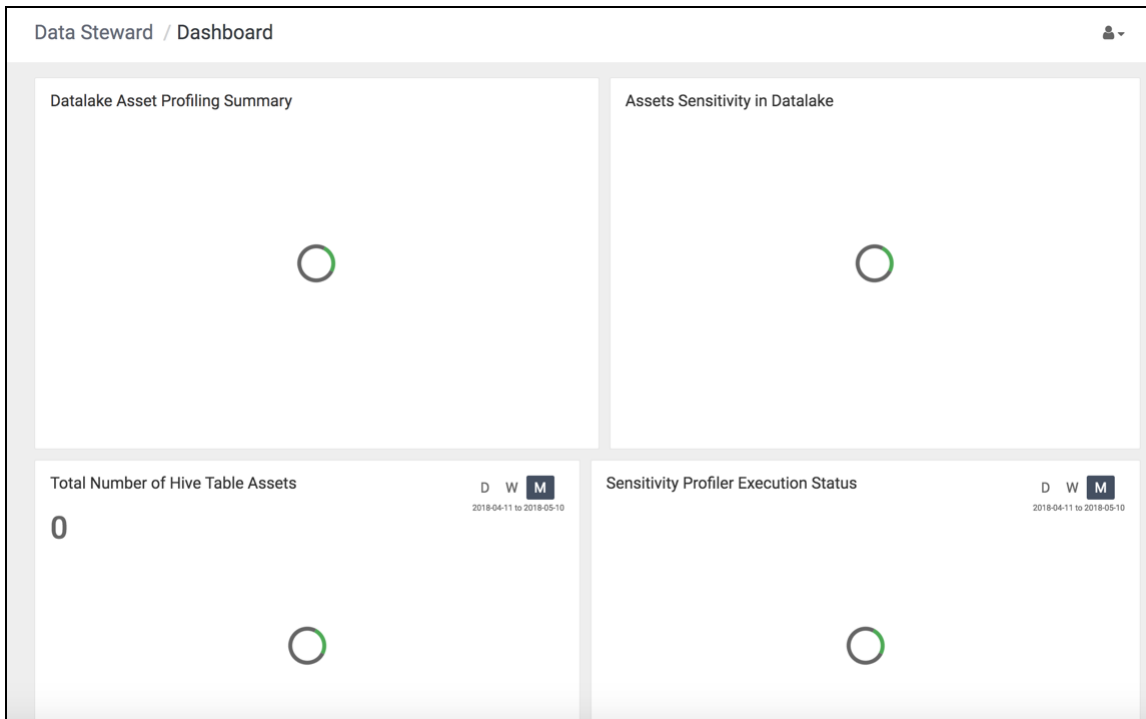 Data Steward / Dashboard
Datalake Asset Profiling Summary
Assets Sensitivity in Datalake
Total Number of Hive Table Assets
D W M
2018-04-11 to 2018-05-10
0
Sensitivity Profiler Execution Status
D W M
2018-04-11 to 2018-05-10